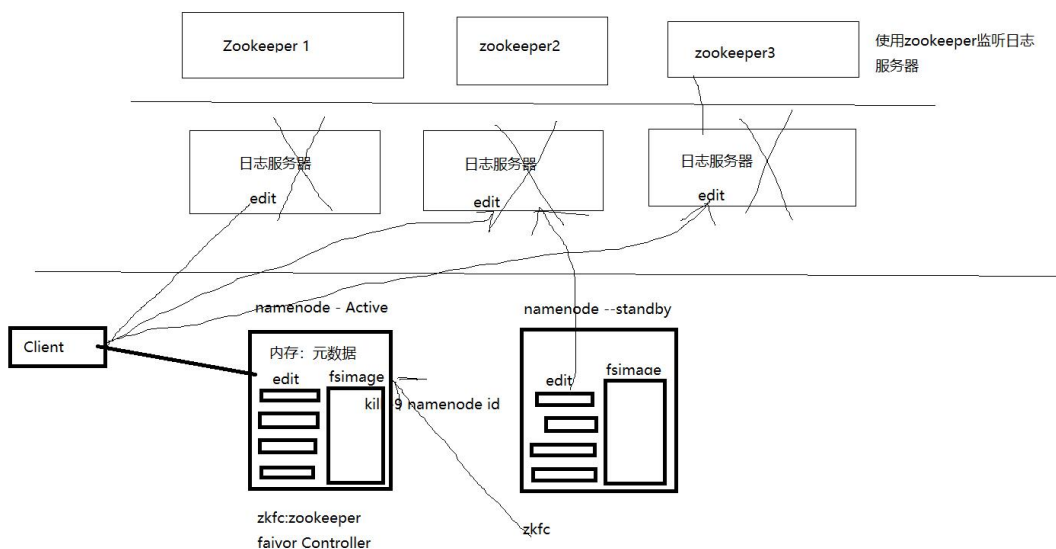 Zookeeper 1
zookeeper2
zookeeper3
使用zookeeper监听日志
服务器
日志服务器
edit
日志服务器
edit
日志服务器
edit
namenode - Active
namenode --standby
Client
内存：元数据
edit
fsimage
kill 9 namenode id
edit
fsimage
zkfc:zookeeper
faivor Controller
zkfc